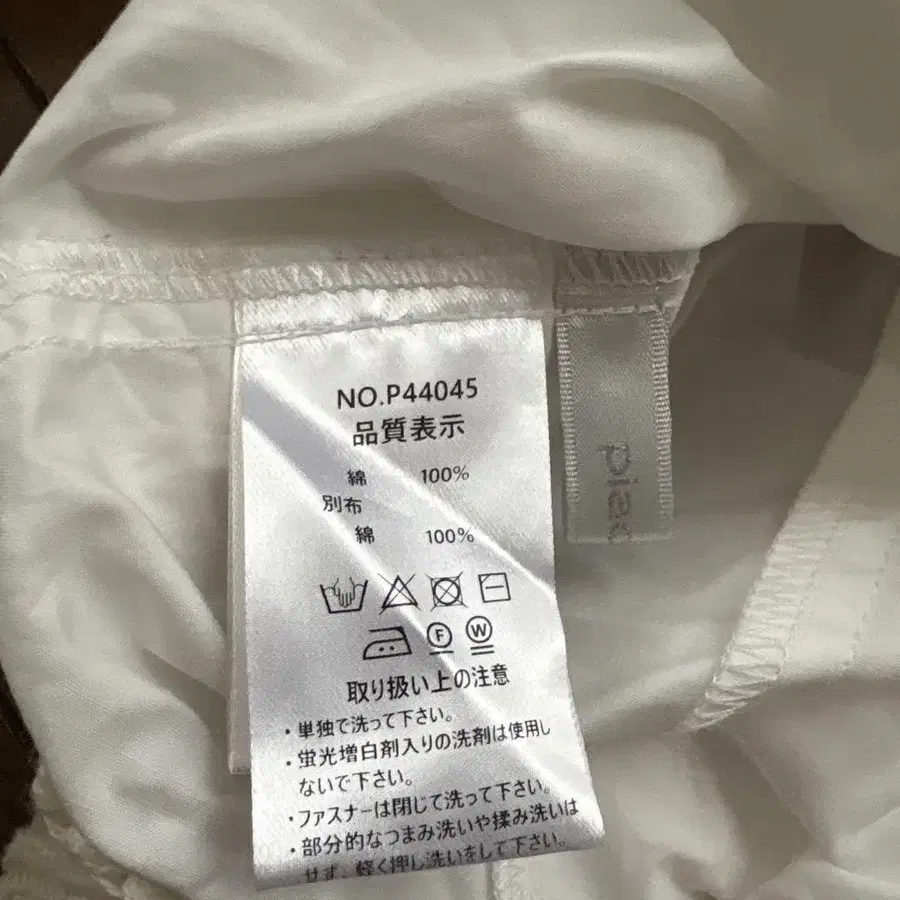 NO.P44045
品質表示
綿 100%
別布
綿 100%
F W
取り扱い上の注意
・単独で洗って下さい。
・蛍光増白剤入りの洗剤は使用し
ないで下さい。
・ファスナーは閉じて洗って下さい。
・部分的なつまみ洗いや揉み洗いは
せず、軽く押し洗いをして下さい。